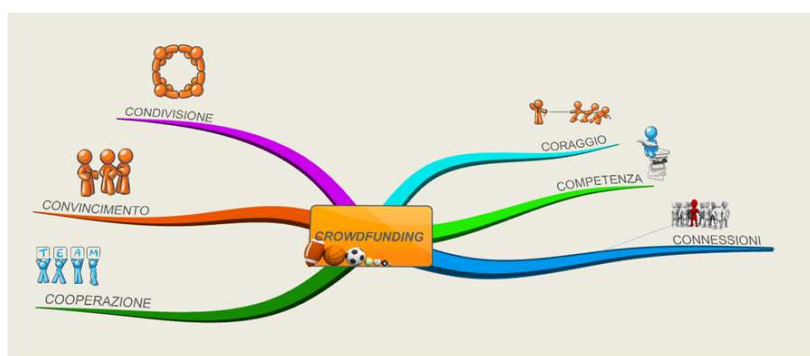 CONDIVISIONE
CORAGGIO
COMPETENZA
CONVINCIMENTO
CROWDFUNDING
CONNESSIONI
TEAM
COOPERAZIONE